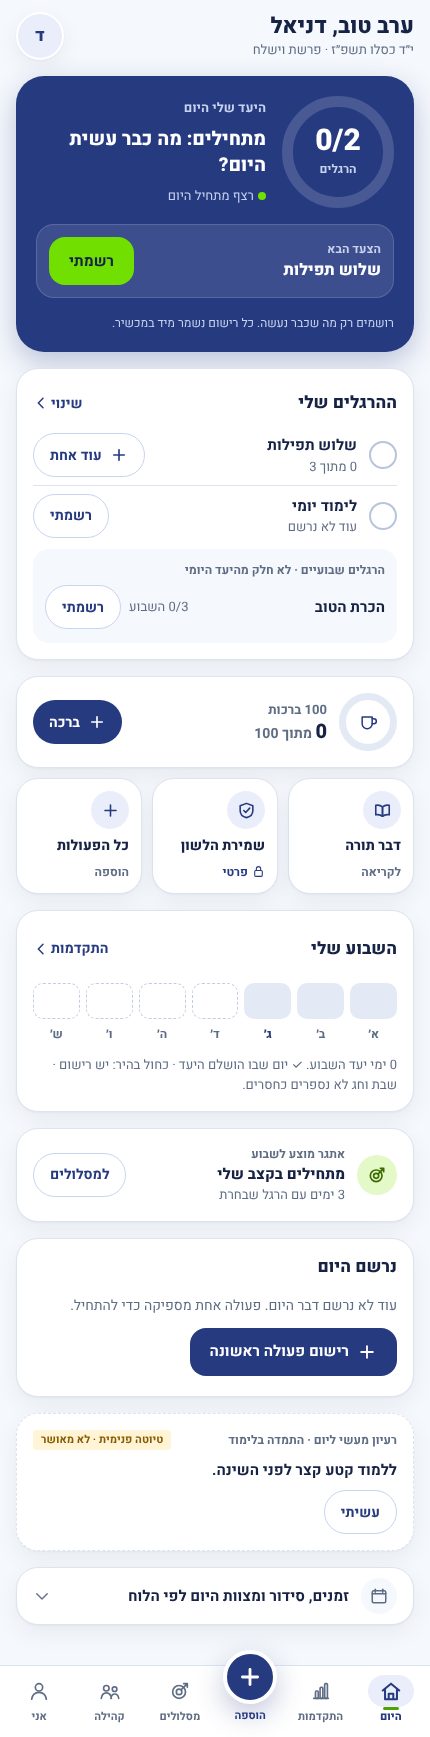 ערב טוב, דניאל
י״ד כסלו תשפ״ז · פרשת וישלח
ד
היעד שלי היום
מתחילים: מה כבר עשית
היום?
רצף מתחיל היום
0/2
הרגלים
הצעד הבא
שלוש תפילות
רשמתי
רושמים רק מה שכבר נעשה. כל רישום נשמר מיד במכשיר.
ההרגלים שלי
שינוי
שלוש תפילות
0 מתוך 3
עוד אחת
לימוד יומי
עוד לא נרשם
רשמתי
הרגלים שבועיים · לא חלק מהיעד היומי
הכרת הטוב
0/3 השבוע
רשמתי
100 ברכות
0 מתוך 100
ברכה
דבר תורה
לקריאה
שמירת הלשון
פרטי
כל הפעולות
הוספה
השבוע שלי
התקדמות
א׳
ב׳
ג׳
ד׳
ה׳
ו׳
ש׳
0 ימי יעד השבוע. ✓ יום שבו הושלם היעד · כחול בהיר: יש רישום ·
שבת וחג לא נספרים כחסרים.
אתגר מוצע לשבוע
מתחילים בקצב שלי
3 ימים עם הרגל שבחרת
למסלולים
נרשם היום
עוד לא נרשם דבר היום. פעולה אחת מספיקה כדי להתחיל.
רישום פעולה ראשונה
רעיון מעשי ליום · התמדה בלימוד
טיוטה פנימית · לא מאושר
ללמוד קטע קצר לפני השינה.
עשיתי
זמנים, סידור ומצוות היום לפי הלוח
היום
התקדמות
הוספה
מסלולים
קהילה
אני